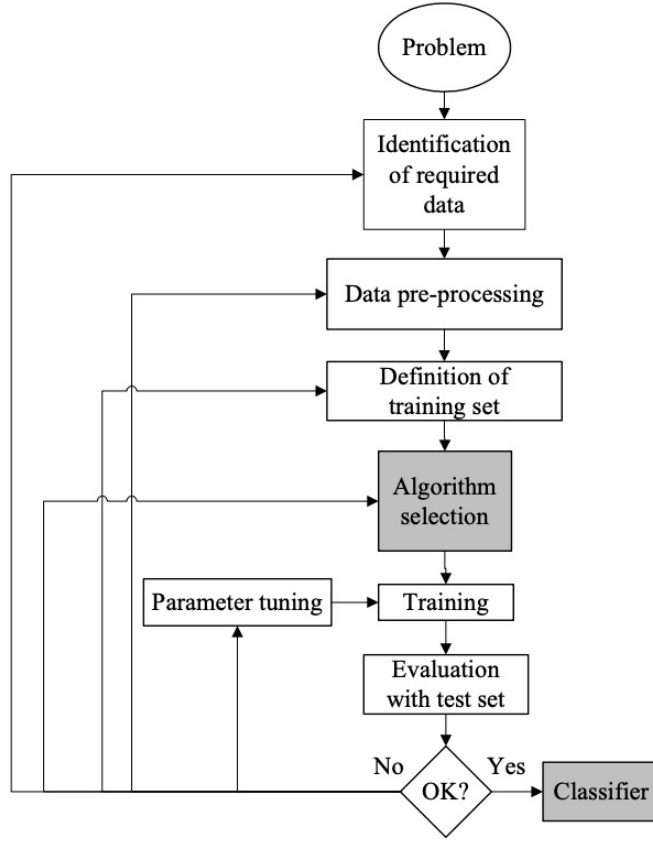 Problem
Identification
of required
data
Data pre-processing
Definition of
training set
Algorithm
selection
Parameter tuning
Training
Evaluation
with test set
No
OK?
Yes
Classifier